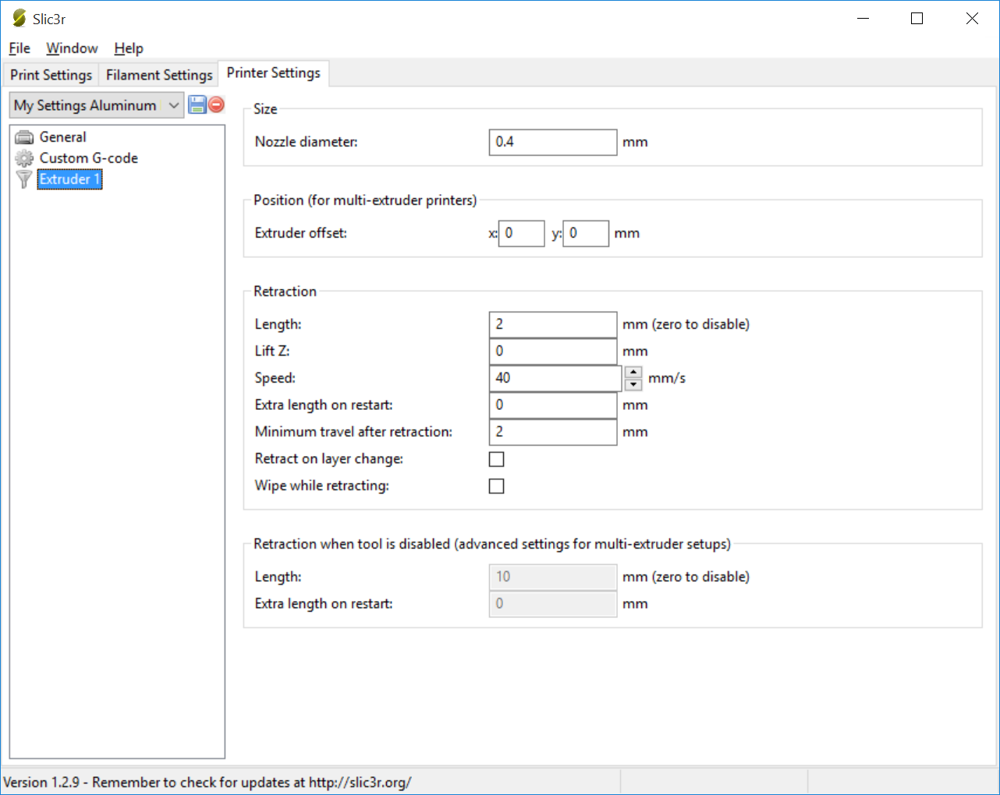 Slic3r
File Window Help
Print Settings Filament Settings Printer Settings
My Settings Aluminum
General
Custom G-code
Extruder 1
Size
Nozzle diameter: 0.4 mm
Position (for multi-extruder printers)
Extruder offset: x: 0 y: 0 mm
Retraction
Length: 2 mm (zero to disable)
Lift Z: 0 mm
Speed: 40 mm/s
Extra length on restart: 0 mm
Minimum travel after retraction: 2 mm
Retract on layer change:
Wipe while retracting:
Retraction when tool is disabled (advanced settings for multi-extruder setups)
Length: 10 mm (zero to disable)
Extra length on restart: 0 mm
Version 1.2.9 - Remember to check for updates at http://slic3r.org/